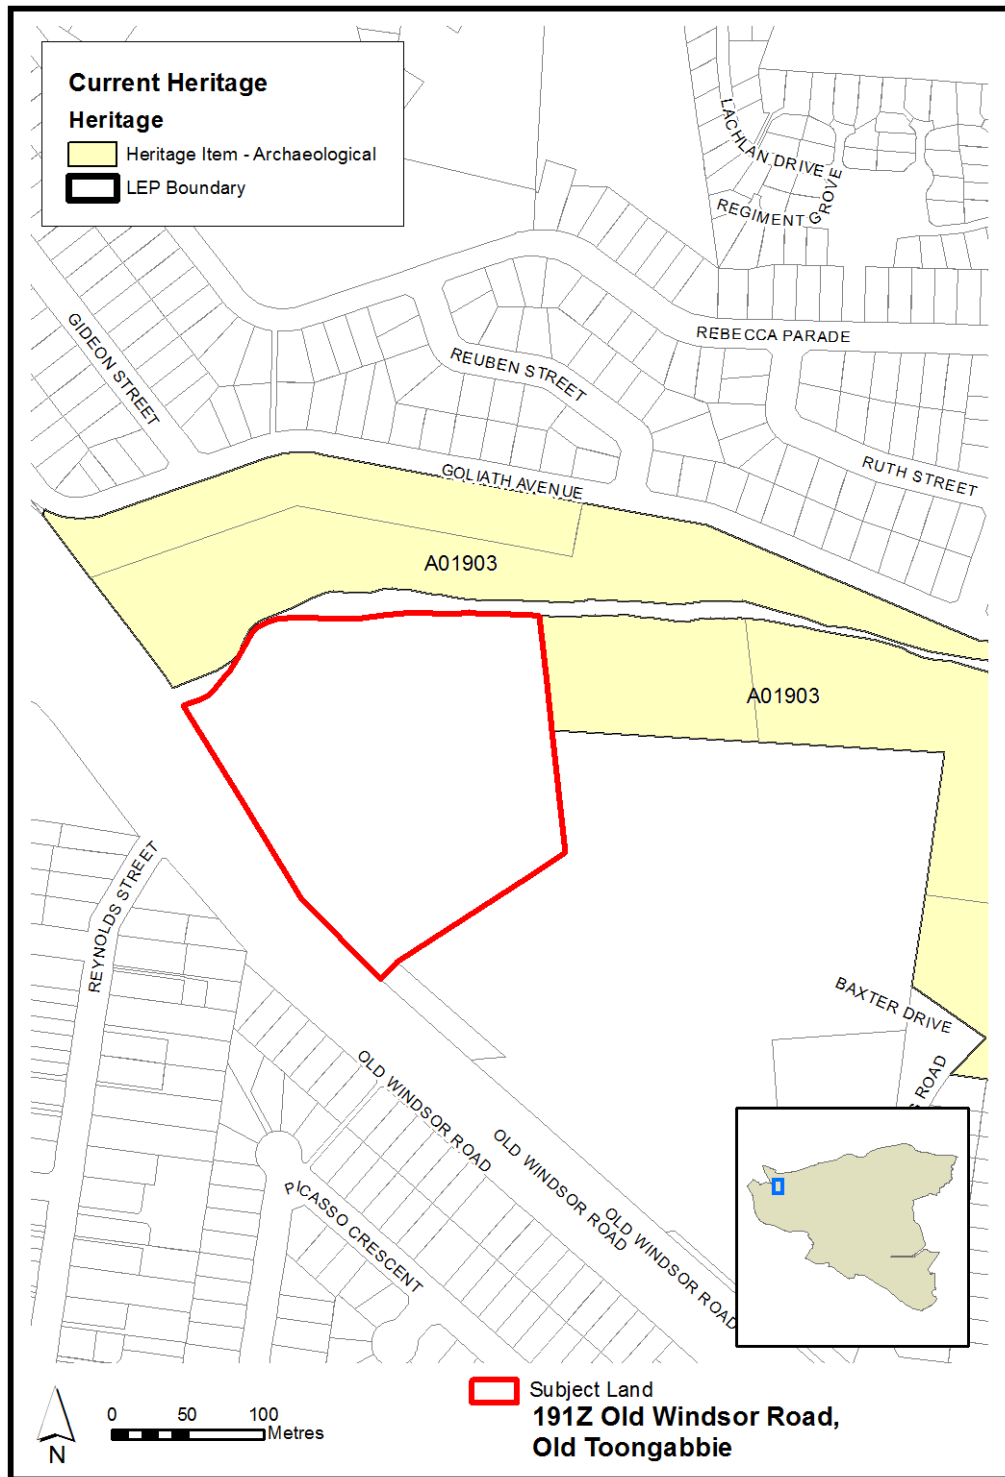 Current Heritage
Heritage
Heritage Item - Archaeological
LEP Boundary
LACHLAN DRIVE
REGIMENT GROVE
GIDEON STREET
REBECCA PARADE
REUBEN STREET
RUTH STREET
GOLIATH AVENUE
A01903
A01903
REYNOLDS STREET
BAXTER DRIVE
S ROAD
OLD WINDSOR ROAD
OLD WINDSOR ROAD
OLD WINDSOR ROAD
PICASSO CRESCENT
N
0 50 100
Metres
Subject Land
191Z Old Windsor Road,
Old Toongabbie